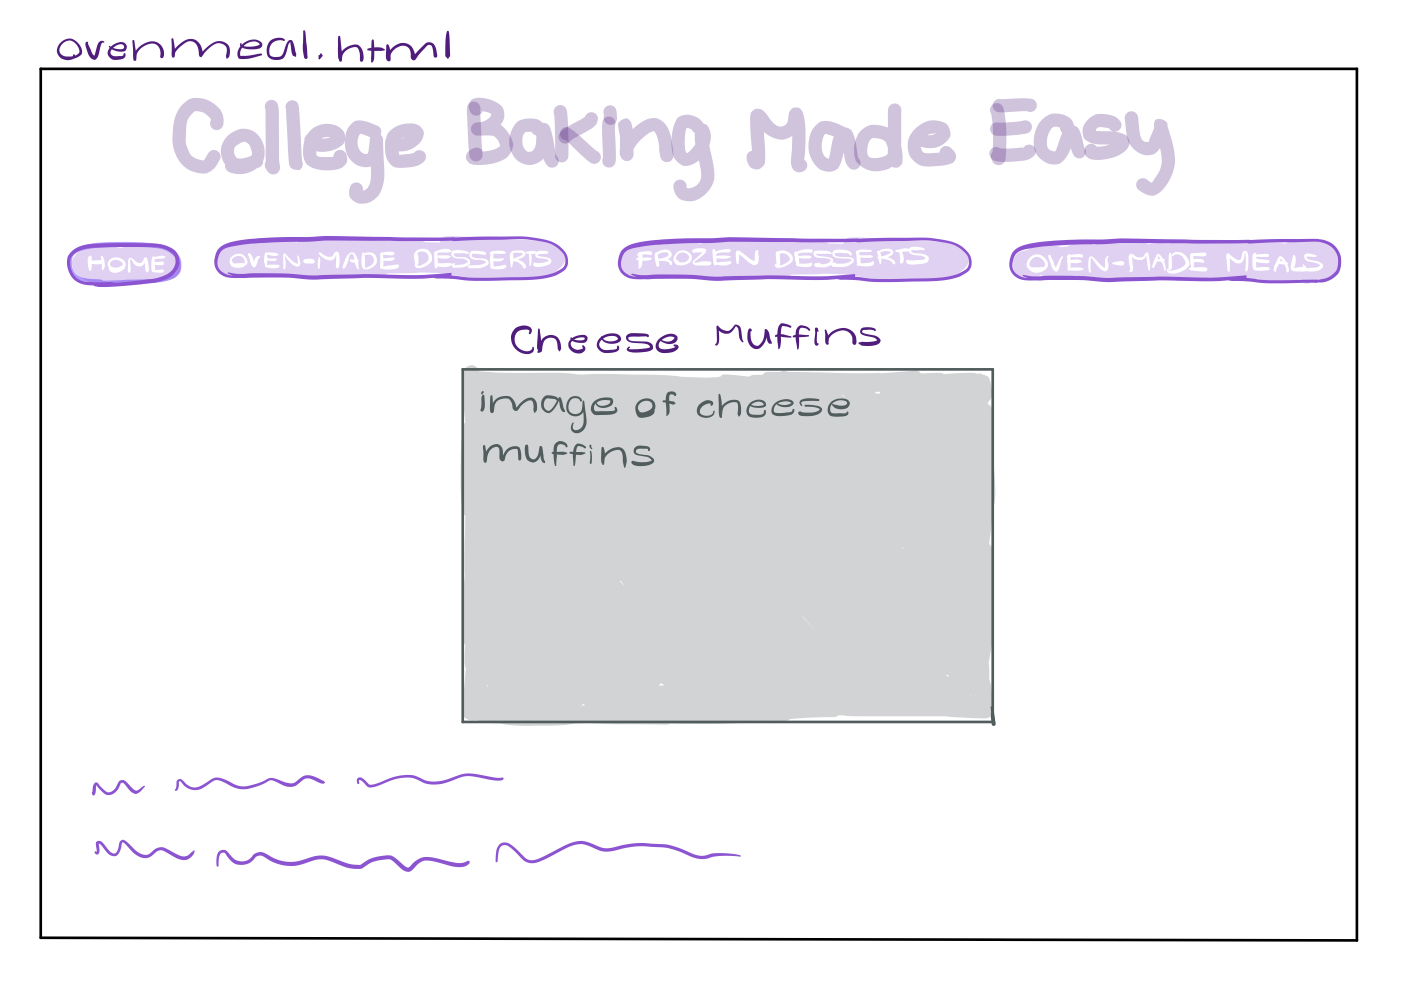 ovenmeal.html
College Baking Made Easy
HOME OVEN-MADE DESSERTS FROZEN DESSERTS OVEN-MADE MEALS
Cheese Muffins
image of cheese
muffins